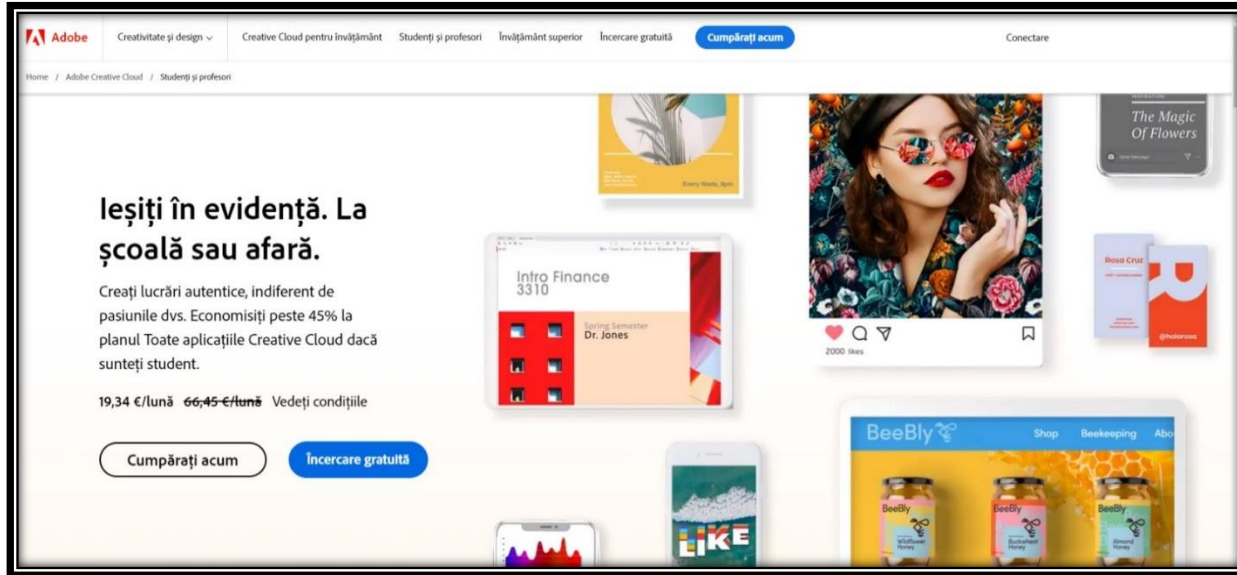 Adobe
Creativitate și design
Creative Cloud pentru învățământ
Studenți și profesori
Învățământ superior
Încercare gratuită
Cumpărați acum
Conectare
Home / Adobe Creative Cloud / Studenți și profesori
Every Week, 9pm
The Magic
Of Flowers
Ieșiți în evidență. La
școală sau afară.
Creați lucrări autentice, indiferent de
pasiunile dvs. Economisiți peste 45% la
planul Toate aplicațiile Creative Cloud dacă
sunteți student.
19,34 €/lună 66,45 €/lună Vedeți condițiile
Cumpărați acum
Încercare gratuită
Intro Finance
3310
Spring Semester
Dr. Jones
2000 likes
Rosa Cruz
R
@holarosa
BeeBly
Shop
Beekeeping
Abo
BeeBly
Wildflower
Honey
BeeBly
Buckwheat
Honey
BeeBly
Almond
Honey
LIKE